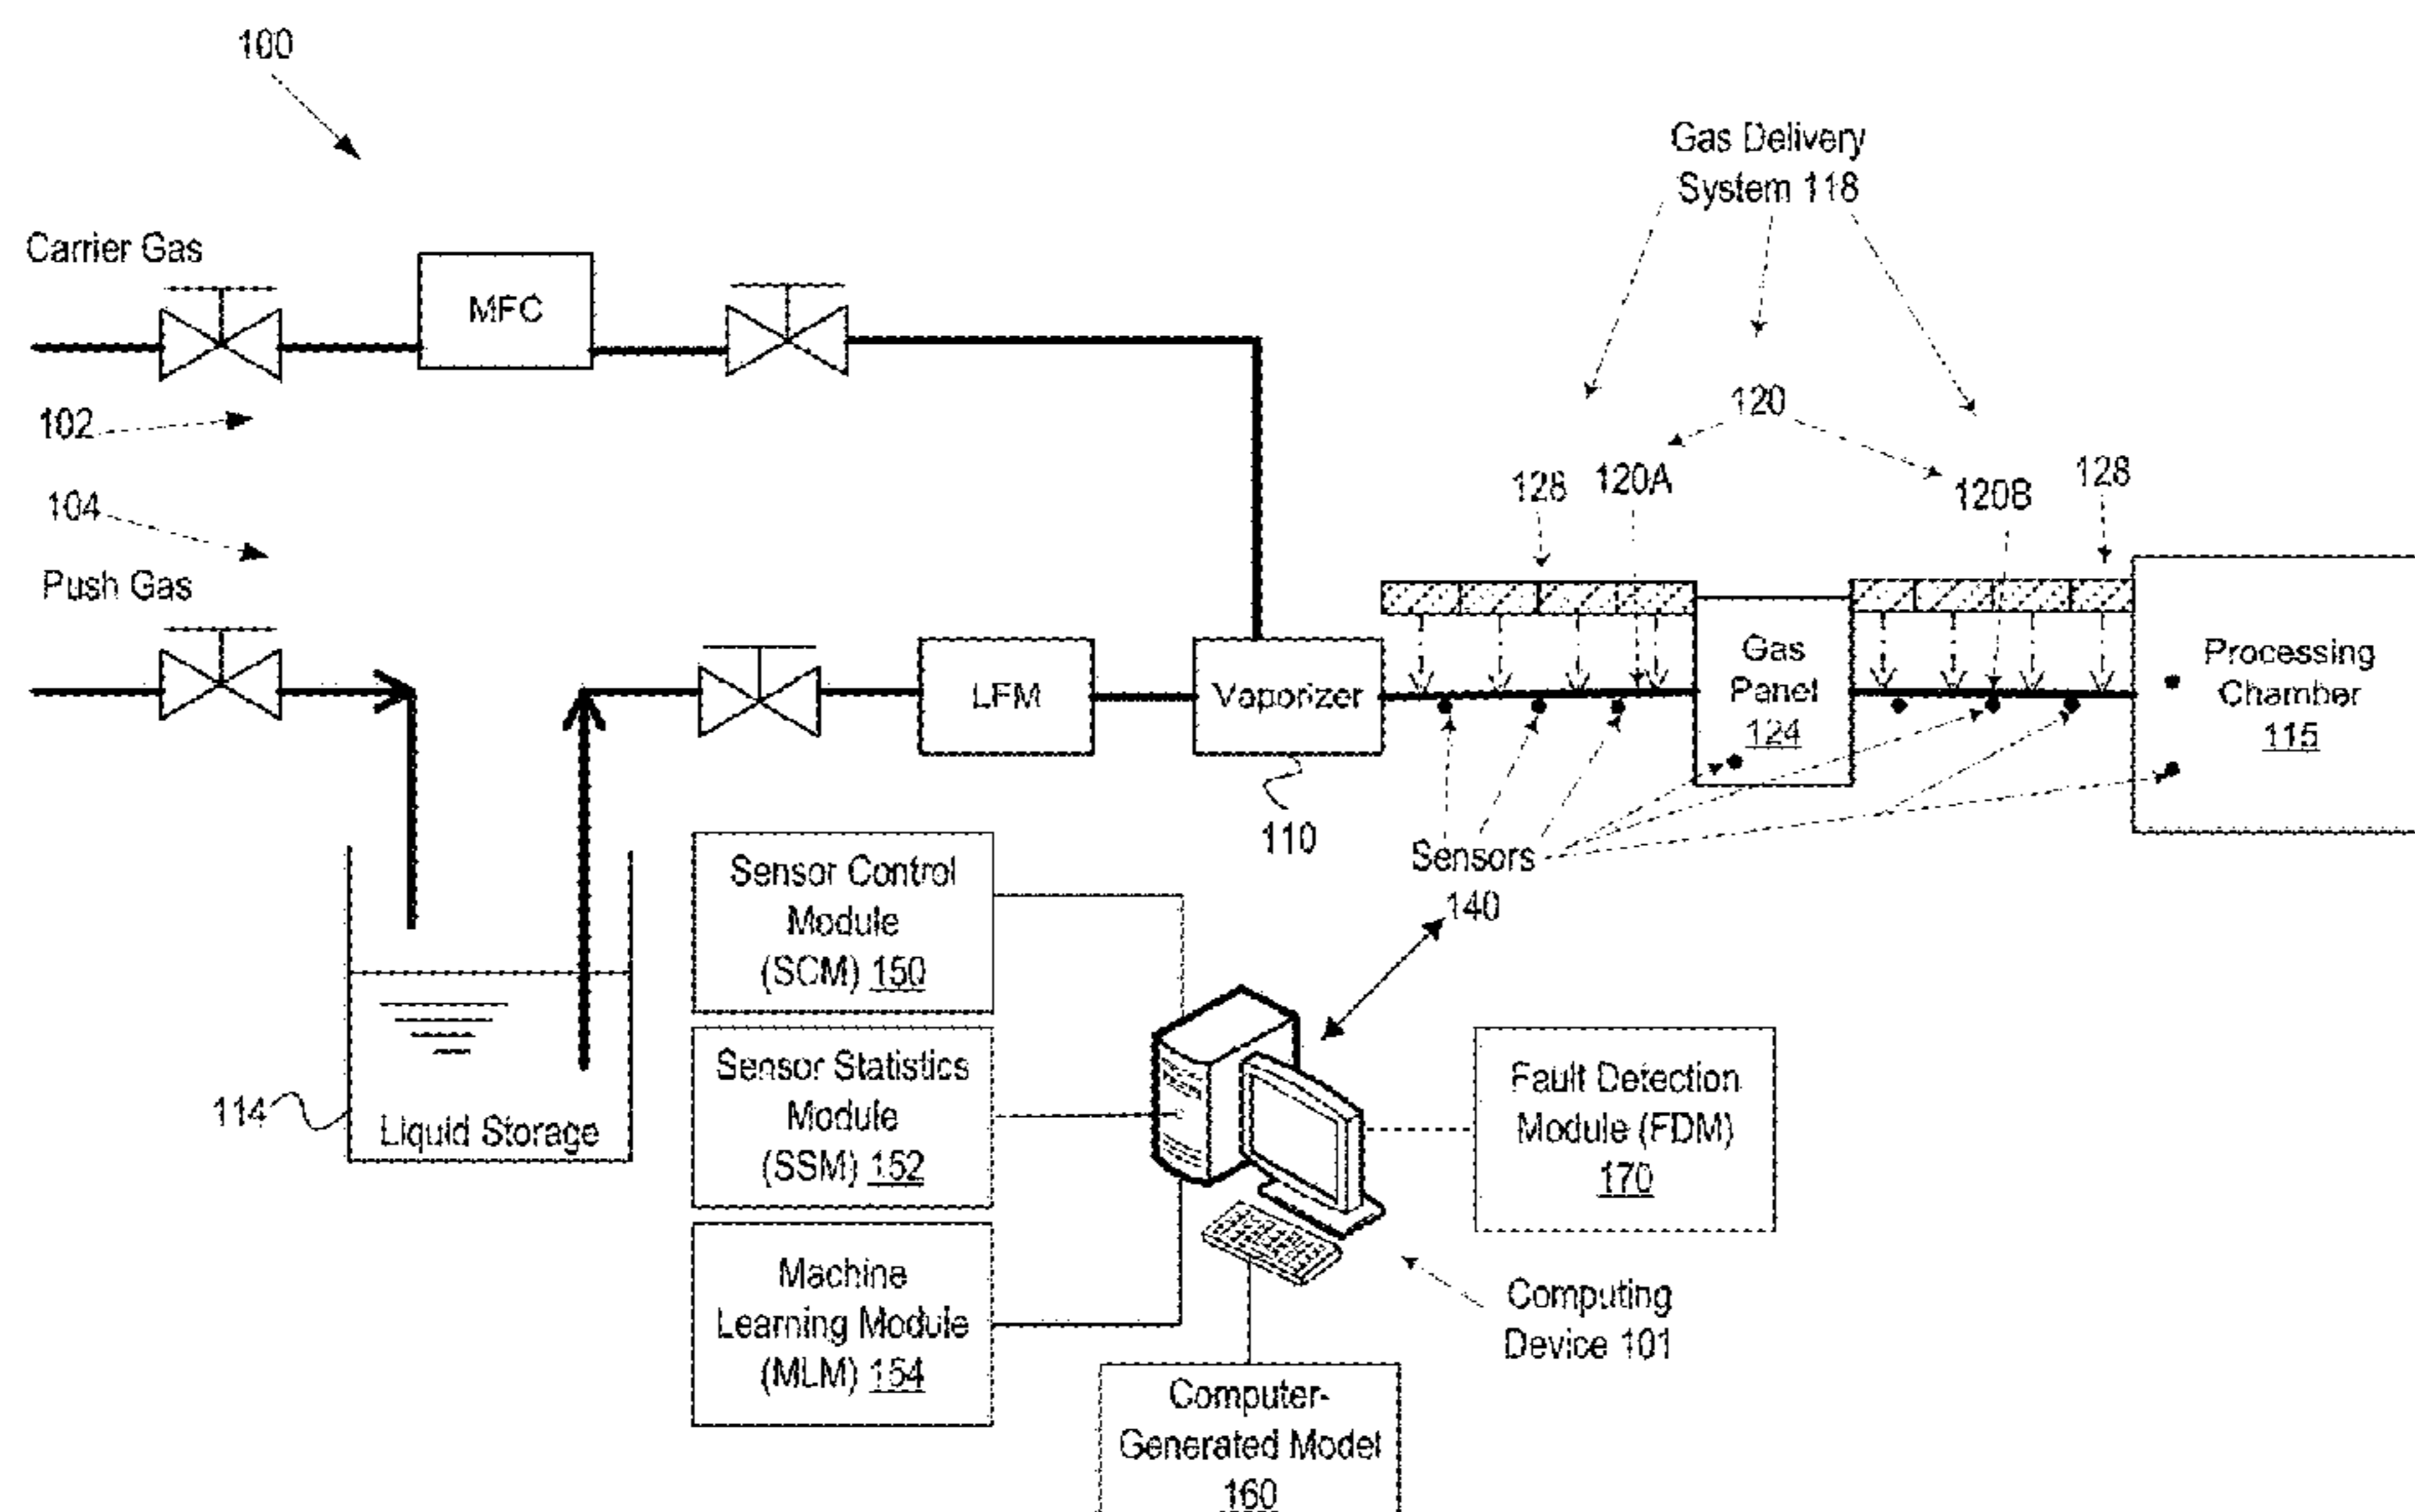 100
Gas Delivery
System 118
Carrier Gas
MFC
102
120
104
128
120A
120B
128
Push Gas
LFM
Vaporizer
Gas
Panel
124
Processing
Chamber
115
110
Sensors
140
Sensor Control
Module
(SCM) 150
Sensor Statistics
Module
(SSM) 152
114
Liquid Storage
Fault Detection
Module (FDM)
170
Machine
Learning Module
(MLM) 154
Computing
Device 101
Computer-
Generated Model
160